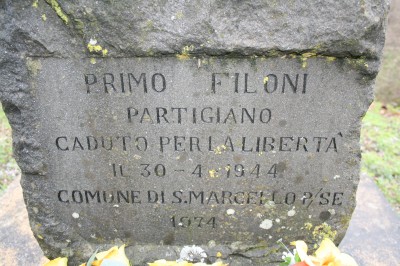 PRIMO FILONI
PARTIGIANO
CADUTO PER LA LIBERTA'
IL 30-4-1944
COMUNE DI S. MARCELLO P/SE
1974